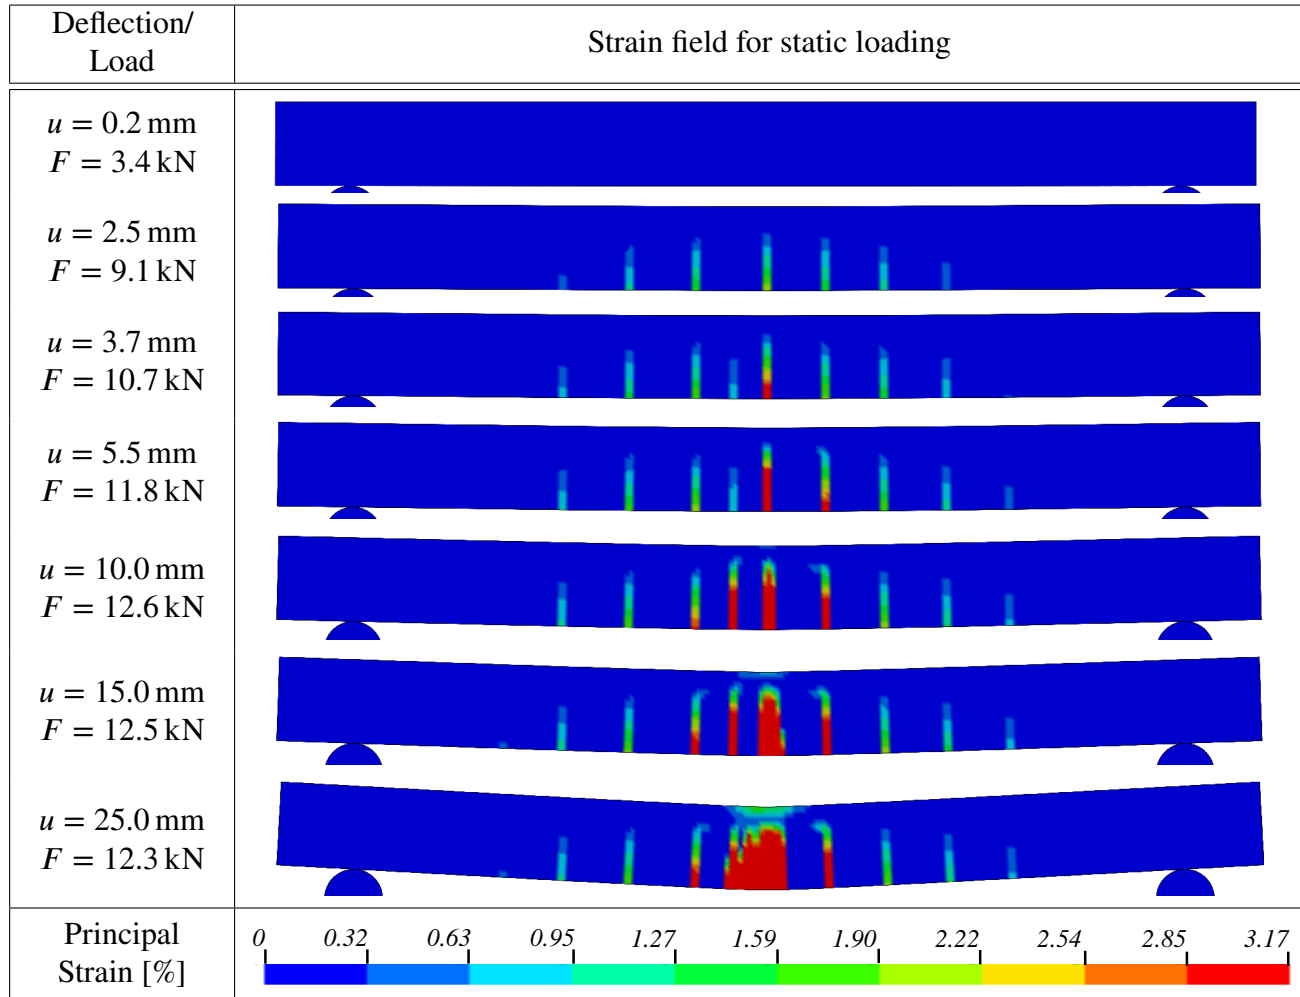 Deflection/
Load
Strain field for static loading
u = 0.2 mm
F = 3.4 kN
u = 2.5 mm
F = 9.1 kN
u = 3.7 mm
F = 10.7 kN
u = 5.5 mm
F = 11.8 kN
u = 10.0 mm
F = 12.6 kN
u = 15.0 mm
F = 12.5 kN
u = 25.0 mm
F = 12.3 kN
Principal
Strain [%]
0 0.32 0.63 0.95 1.27 1.59 1.90 2.22 2.54 2.85 3.17